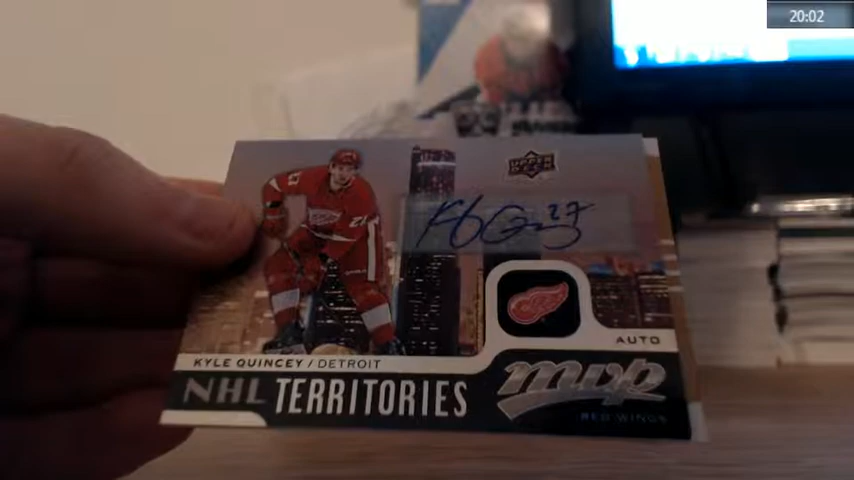 20:02
UPPER DECK
27
KYLE QUINCEY / DETROIT
AUTO
NHL TERRITORIES
mvp
RED WINGS